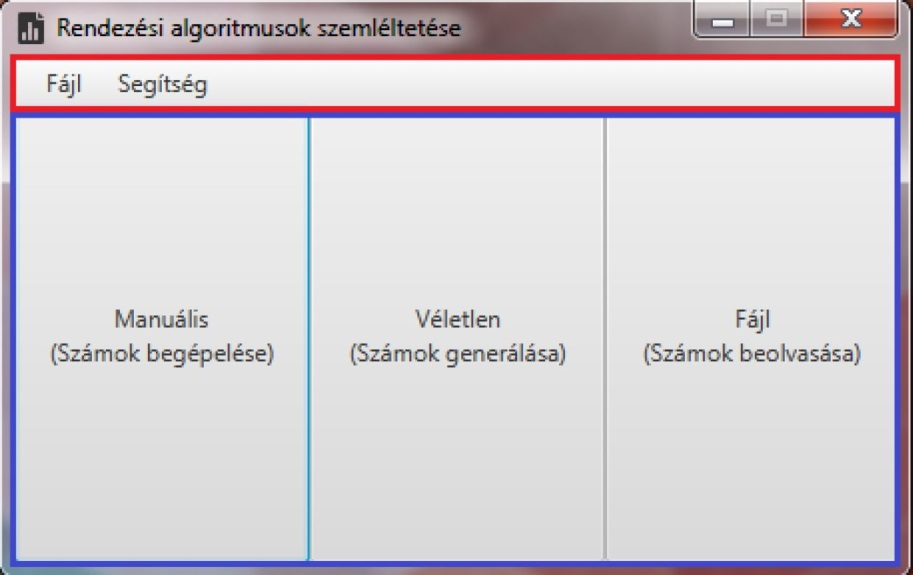 Rendezési algoritmusok szemléltetése
Fájl Segítség
Manuális
(Számok begépelése)
Véletlen
(Számok generálása)
Fájl
(Számok beolvasása)